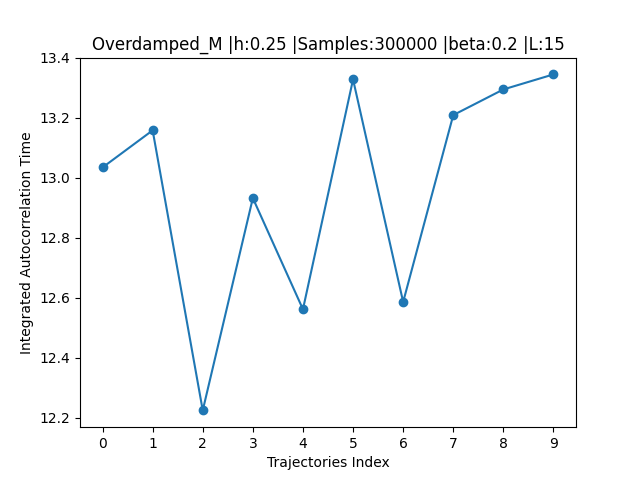 Overdamped_M |h:0.25 |Samples:300000 |beta:0.2 |L:15
13.4
13.2
13.0
12.8
12.6
12.4
12.2
Integrated Autocorrelation Time
0 1 2 3 4 5 6 7 8 9
Trajectories Index